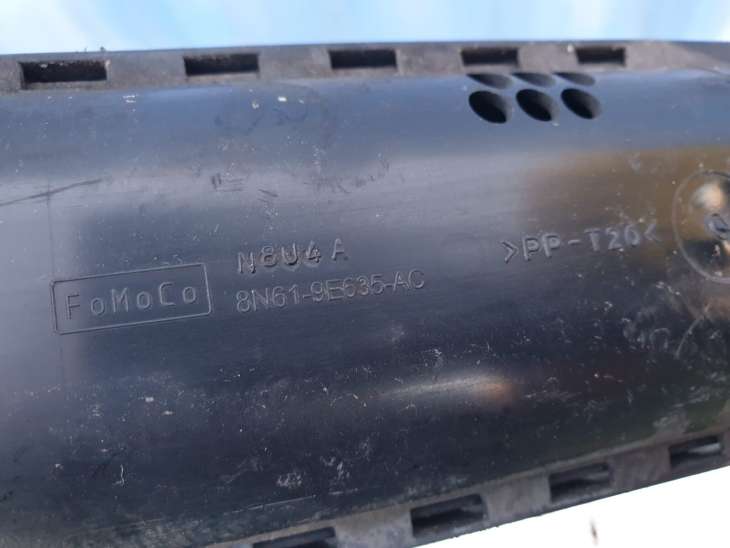 N8U4A
FoMoCo
8N61-9E635-AC
>PP-T20<